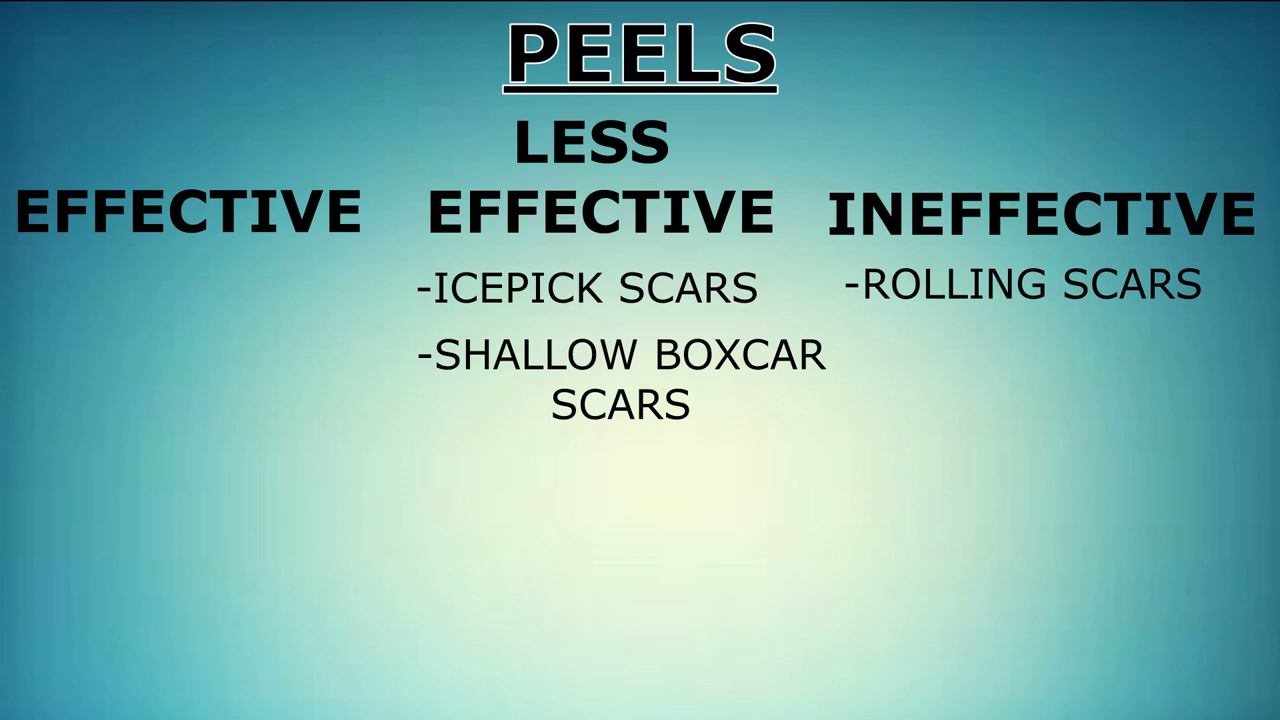 PEELS
EFFECTIVE
LESS
EFFECTIVE
-ICEPICK SCARS
-SHALLOW BOXCAR
SCARS
INEFFECTIVE
-ROLLING SCARS